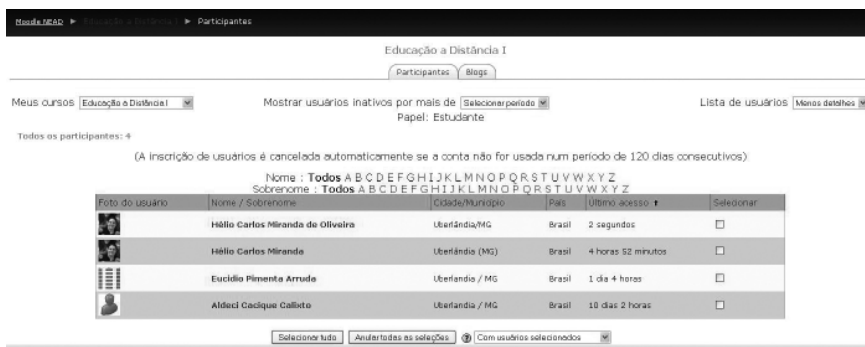 Moodle NEAD ► Educação a Distância I ► Participantes
Educação a Distância I
Participantes Blogs
Meus cursos Educação a Distância I Mostrar usuários inativos por mais de Selecionar período Lista de usuários Menos detalhes
Papel: Estudante
Todos os participantes: 4
(A inscrição de usuários é cancelada automaticamente se a conta não for usada num período de 120 dias consecutivos)
Nome : Todos A B C D E F G H I J K L M N O P Q R S T U V W X Y Z
Sobrenome : Todos A B C D E F G H I J K L M N O P Q R S T U V W X Y Z
Foto do usuário Nome / Sobrenome Cidade/Município País Último acesso ↑ Selecionar
Hélio Carlos Miranda de Oliveira Uberlândia/MG Brasil 2 segundos
Hélio Carlos Miranda Uberlândia (MG) Brasil 4 horas 52 minutos
Eucidio Pimenta Arruda Uberlandia / MG Brasil 1 dia 4 horas
Aldeci Cacique Calixto Uberlandia / MG Brasil 10 dias 2 horas
Selecionar tudo Anular todas as seleções ? Com usuários selecionados